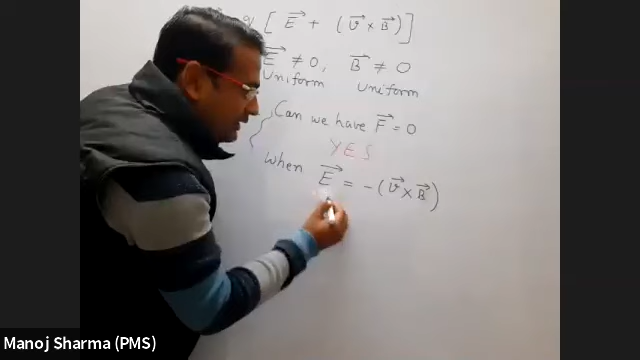 q [ E⃗ + (v⃗ × B⃗)]
E⃗ ≠ 0, B⃗ ≠ 0
Uniform Uniform
Can we have F⃗ = 0
YES
When E⃗ = - (v⃗ × B⃗)
Manoj Sharma (PMS)